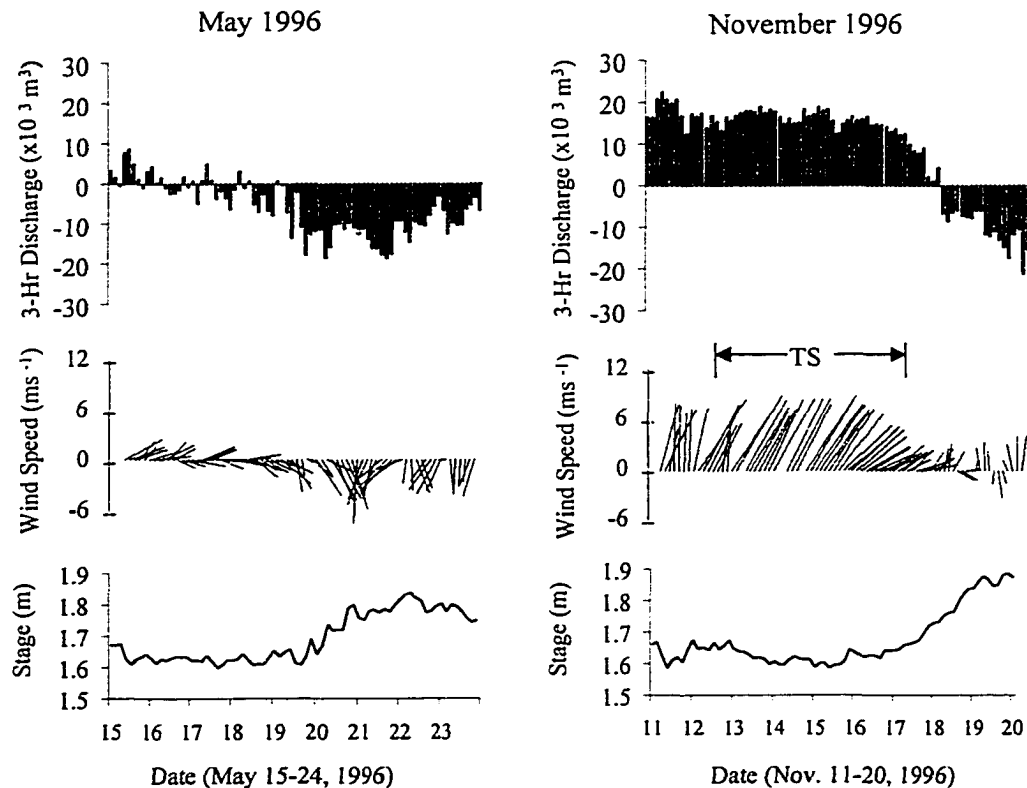 May 1996
3-Hr Discharge (x10 ³ m³)
30
20
10
0
-10
-20
-30
Wind Speed (ms ⁻¹)
12
6
0
-6
Stage (m)
1.9
1.8
1.7
1.6
1.5
15 16 17 18 19 20 21 22 23
Date (May 15-24, 1996)
November 1996
3-Hr Discharge (x10 ³ m³)
30
20
10
0
-10
-20
-30
TS
Wind Speed (ms ⁻¹)
12
6
0
-6
Stage (m)
1.9
1.8
1.7
1.6
1.5
11 12 13 14 15 16 17 18 19 20
Date (Nov. 11-20, 1996)